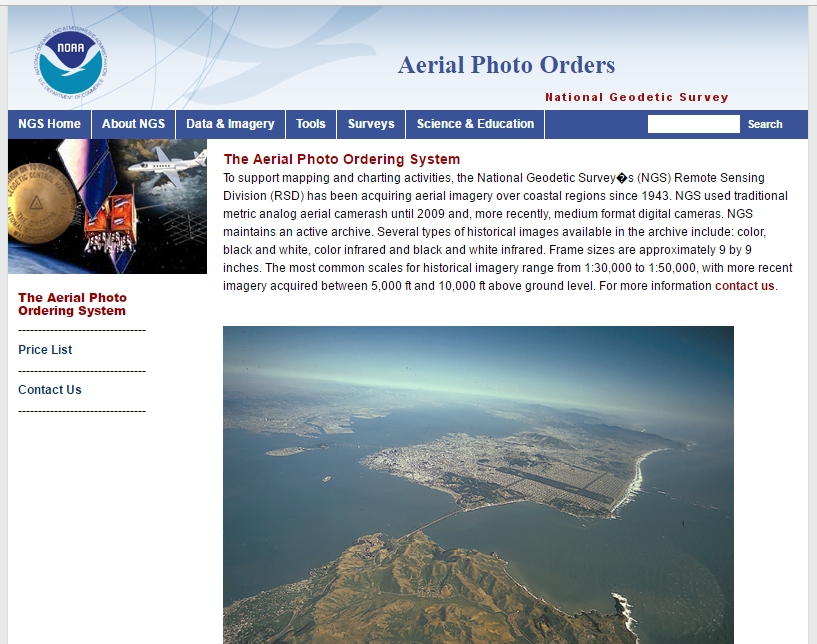 NOAA
NATIONAL OCEANIC AND ATMOSPHERIC ADMINISTRATION
U.S. DEPARTMENT OF COMMERCE
Aerial Photo Orders
National Geodetic Survey
NGS Home About NGS Data & Imagery Tools Surveys Science & Education Search
The Aerial Photo Ordering System
To support mapping and charting activities, the National Geodetic Survey�s (NGS) Remote Sensing
Division (RSD) has been acquiring aerial imagery over coastal regions since 1943. NGS used traditional
metric analog aerial camerash until 2009 and, more recently, medium format digital cameras. NGS
maintains an active archive. Several types of historical images available in the archive include: color,
black and white, color infrared and black and white infrared. Frame sizes are approximately 9 by 9
inches. The most common scales for historical imagery range from 1:30,000 to 1:50,000, with more recent
imagery acquired between 5,000 ft and 10,000 ft above ground level. For more information contact us.
The Aerial Photo
Ordering System
--------------------------------
Price List
--------------------------------
Contact Us
--------------------------------